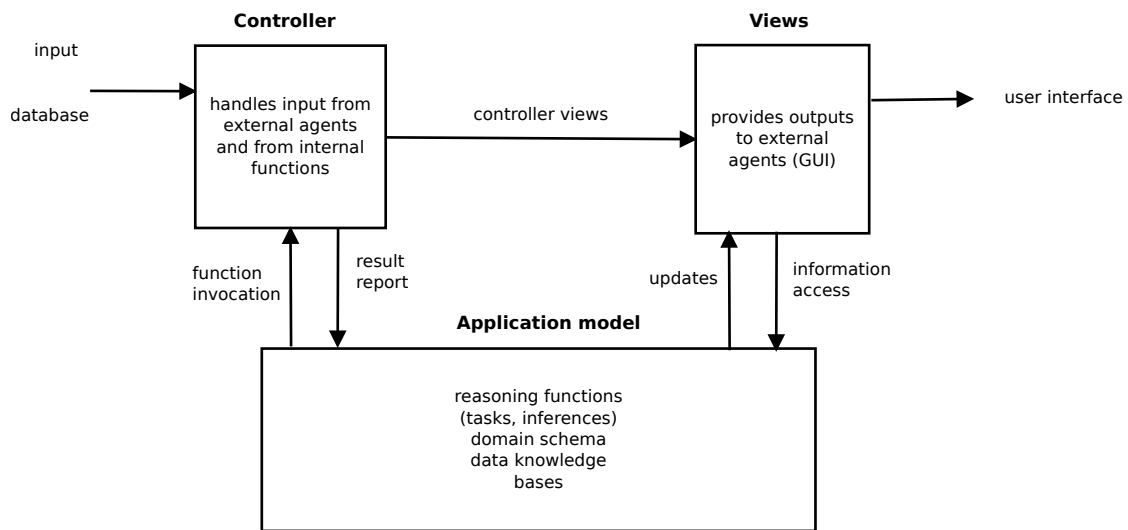 Controller
Views
input
database
handles input from
external agents
and from internal
functions
controller views
provides outputs
to external
agents (GUI)
user interface
function
invocation
result
report
updates
information
access
Application model
reasoning functions
(tasks, inferences)
domain schema
data knowledge
bases